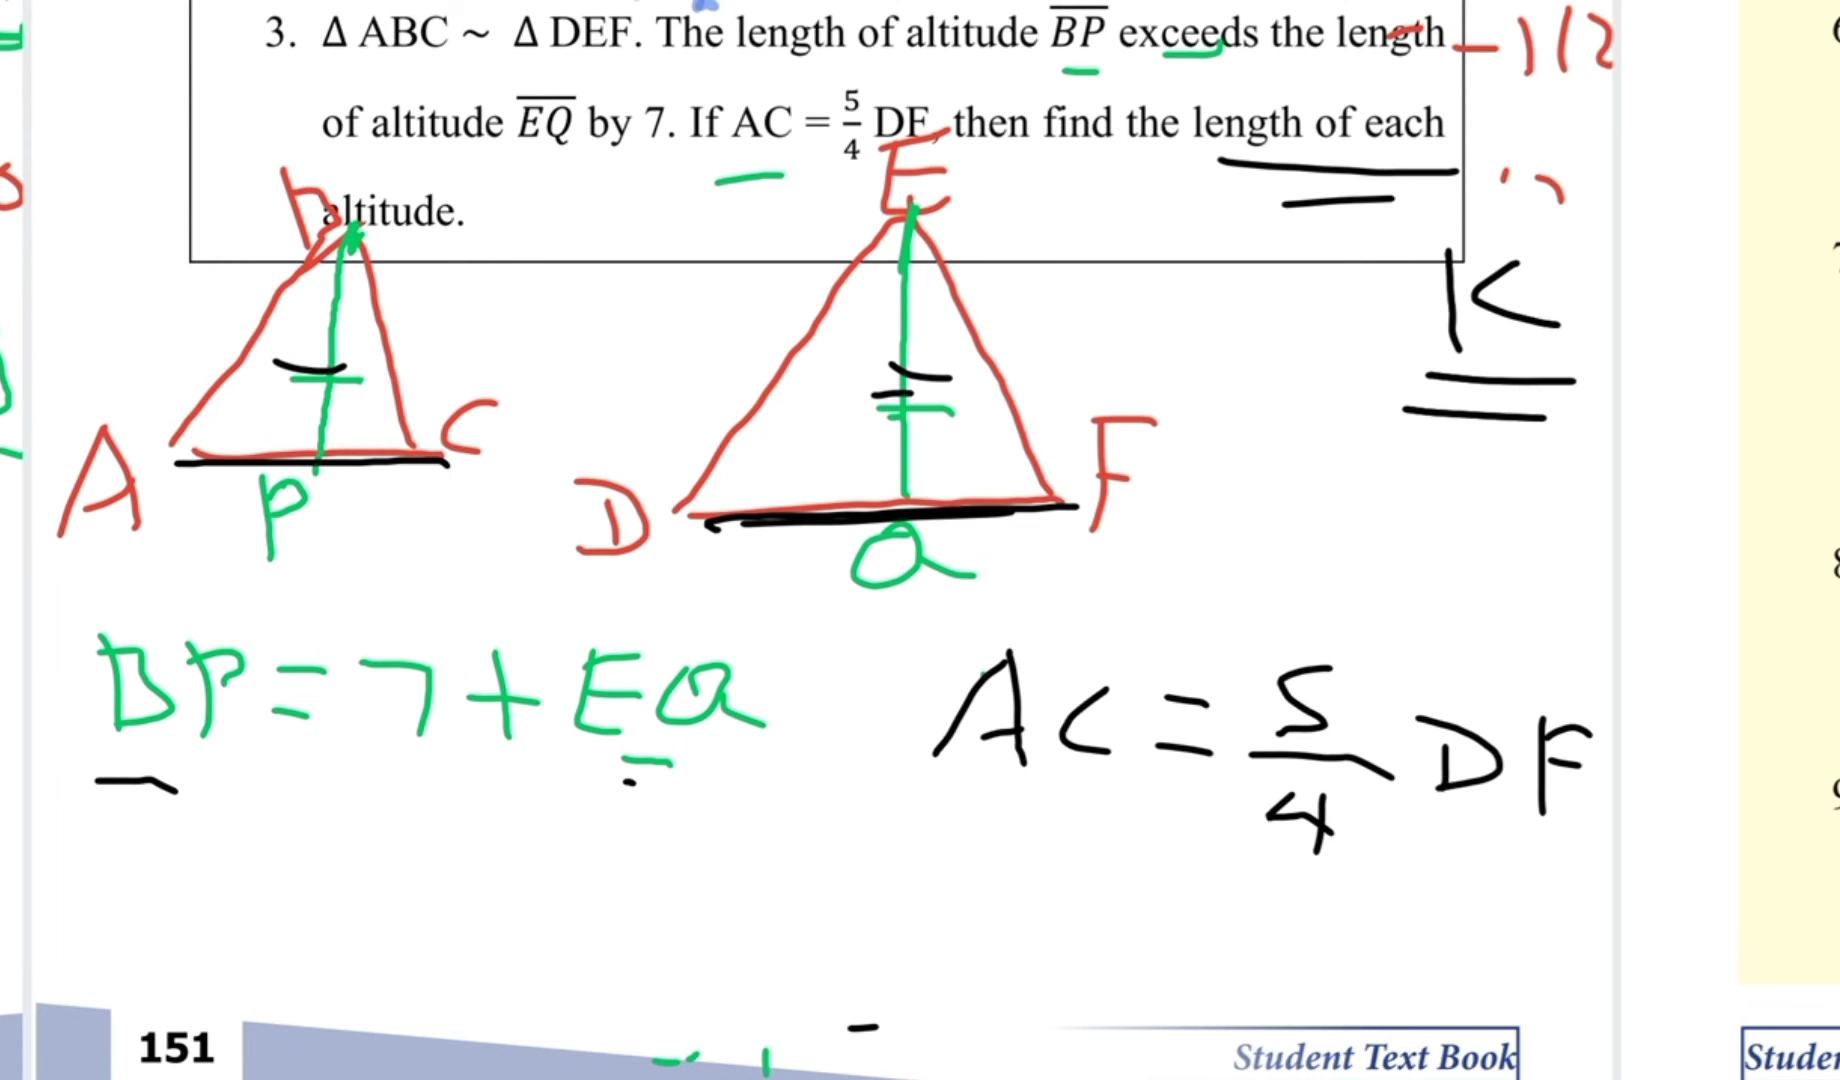 3. Δ ABC ~ Δ DEF. The length of altitude BP exceeds the length
of altitude EQ by 7. If AC = 5/4 DF, then find the length of each
altitude.
E
K
A
C
P
D
F
Q
BP = 7 + EQ
AC = 5/4 DF
151
Student Text Book